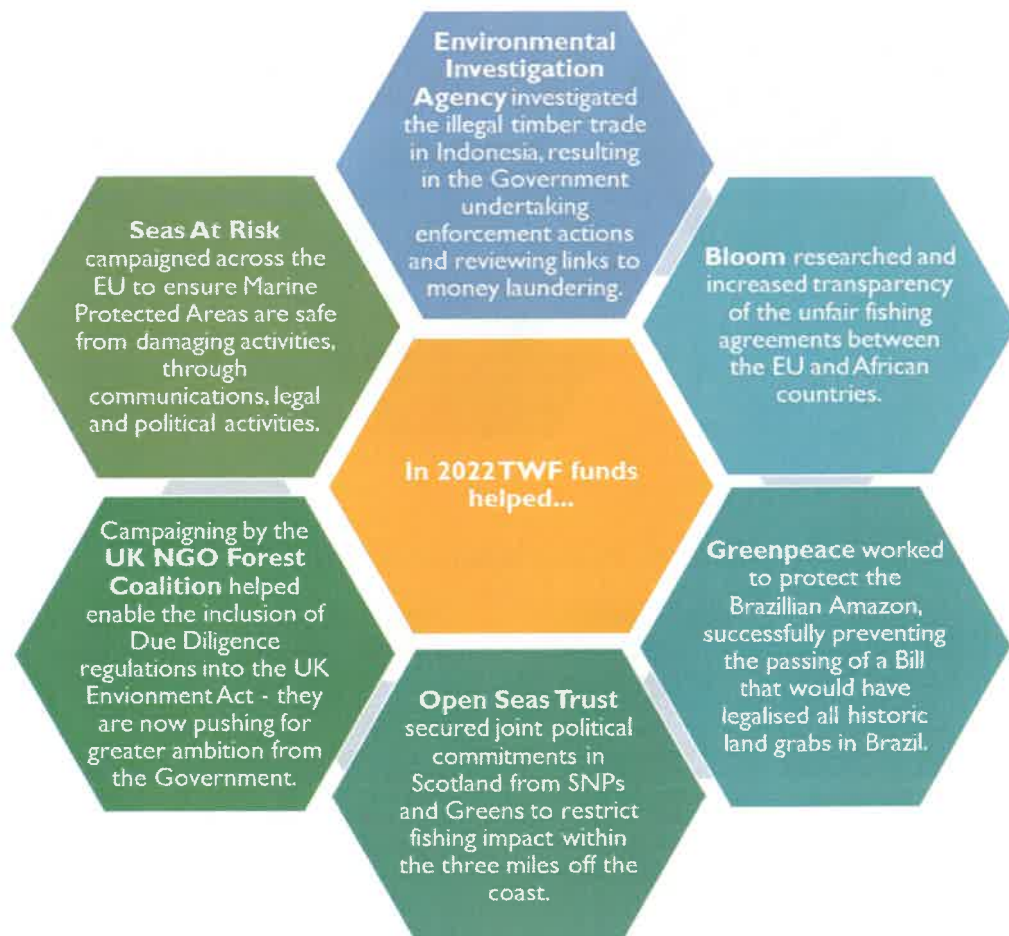 Environmental
Investigation
Agency investigated
the illegal timber trade
in Indonesia, resulting
in the Government
undertaking
enforcement actions
and reviewing links to
money laundering.
Bloom researched and
increased transparency
of the unfair fishing
agreements between
the EU and African
countries.
Greenpeace worked
to protect the
Brazillian Amazon,
successfully preventing
the passing of a Bill
that would have
legalised all historic
land grabs in Brazil.
Open Seas Trust
secured joint political
commitments in
Scotland from SNPs
and Greens to restrict
fishing impact within
the three miles off the
coast.
Campaigning by the
UK NGO Forest
Coalition helped
enable the inclusion of
Due Diligence
regulations into the UK
Envionment Act - they
are now pushing for
greater ambition from
the Government.
Seas At Risk
campaigned across the
EU to ensure Marine
Protected Areas are safe
from damaging activities,
through
communications, legal
and political activities.
In 2022 TWF funds
helped...